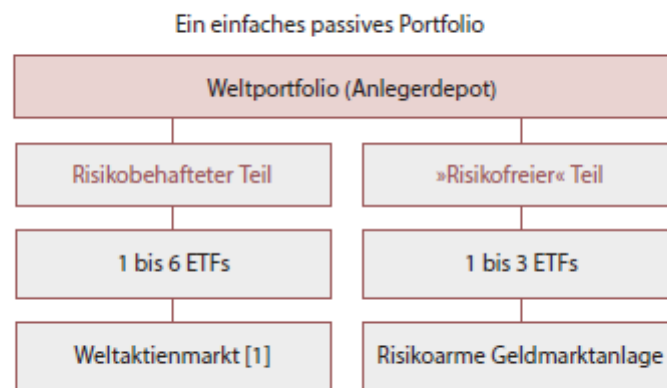 Ein einfaches passives Portfolio
Weltportfolio (Anlegerdepot)
Risikobehafteter Teil
»Risikofreier« Teil
1 bis 6 ETFs
1 bis 3 ETFs
Weltaktienmarkt [1]
Risikoarme Geldmarktanlage